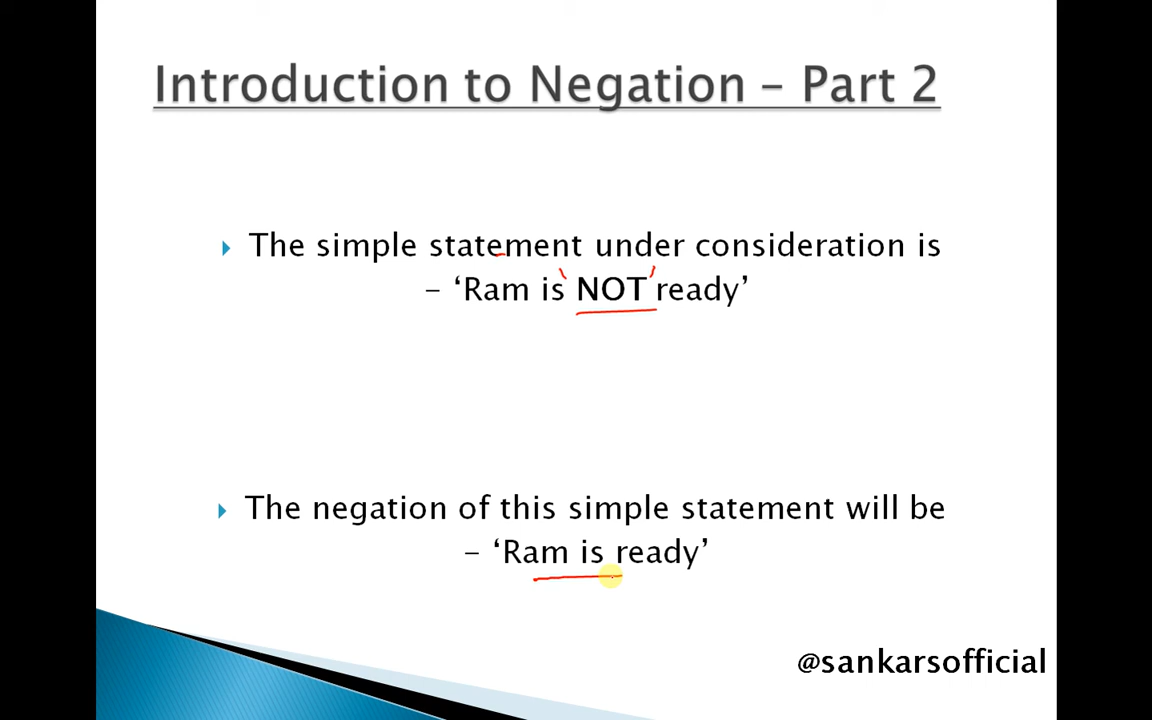 Introduction to Negation – Part 2
The simple statement under consideration is
– ‘Ram is NOT ready’
The negation of this simple statement will be
– ‘Ram is ready’
@sankarsofficial